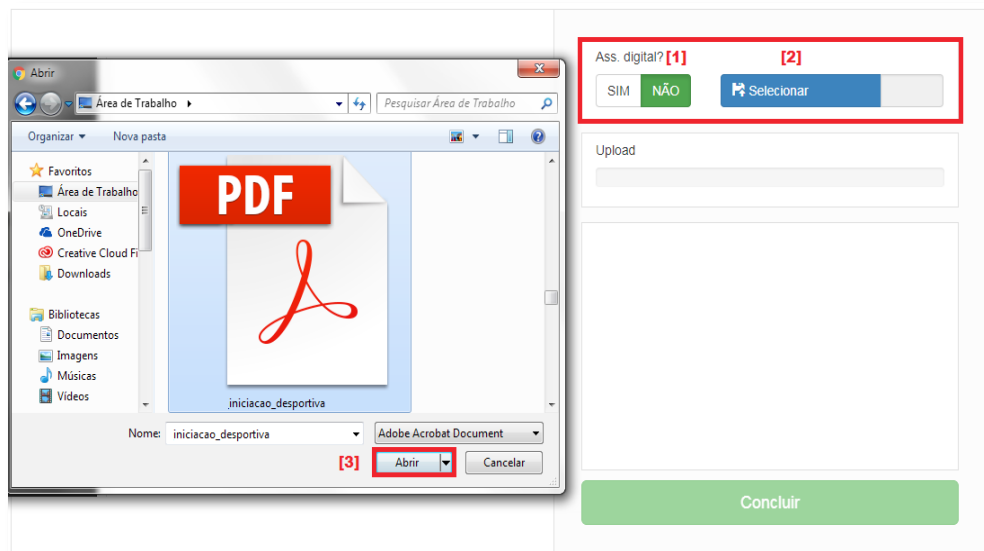 Abrir
Área de Trabalho
Pesquisar Área de Trabalho
Organizar
Nova pasta
Favoritos
Área de Trabalho
Locais
OneDrive
Creative Cloud Fi
Downloads
Bibliotecas
Documentos
Imagens
Músicas
Vídeos
PDF
iniciacao_desportiva
Nome: iniciacao_desportiva
Adobe Acrobat Document
[3] Abrir
Cancelar
Ass. digital? [1] [2]
SIM NÃO Selecionar
Upload
Concluir